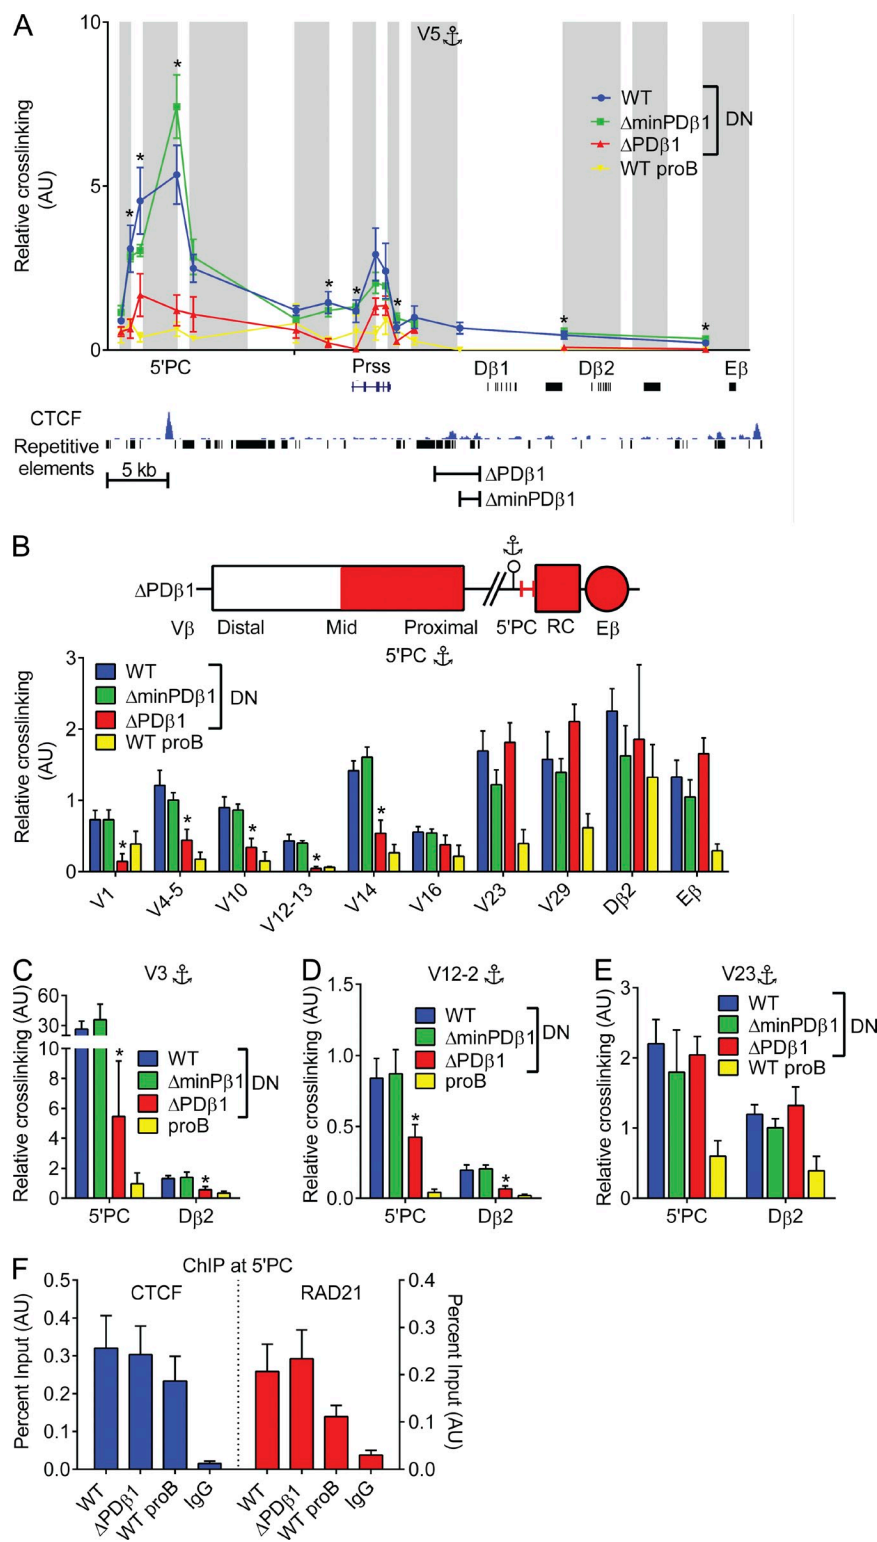 A
V5
10
5
0
Relative crosslinking
(AU)
WT
ΔminPDβ1
ΔPDβ1
WT proB
DN
*
*
*
*
*
*
*
*
5'PC
Prss
Dβ1
Dβ2
Eβ
CTCF
Repetitive
elements
5 kb
ΔPDβ1
ΔminPDβ1
B
ΔPDβ1
Vβ
Distal
Mid
Proximal
5'PC
RC
Eβ
5'PC
3
2
1
0
Relative crosslinking
(AU)
WT
ΔminPDβ1
ΔPDβ1
WT proB
DN
*
*
*
*
*
V1
V4-5
V10
V12-13
V14
V16
V23
V29
Dβ2
Eβ
C
V3
60
30
10
8
6
4
2
0
Relative crosslinking (AU)
WT
ΔminPβ1
ΔPDβ1
proB
DN
*
*
5'PC
Dβ2
D
V12-2
1.5
1.0
0.5
0.0
Relative crosslinking (AU)
WT
ΔminPDβ1
ΔPDβ1
proB
DN
*
*
5'PC
Dβ2
E
V23
3
2
1
0
Relative crosslinking (AU)
WT
ΔminPDβ1
ΔPDβ1
WT proB
DN
5'PC
Dβ2
F
ChIP at 5'PC
CTCF
RAD21
0.5
0.4
0.3
0.2
0.1
0.0
Percent Input (AU)
0.4
0.3
0.2
0.1
0.0
Percent Input (AU)
WT
ΔPDβ1
WT proB
IgG
WT
ΔPDβ1
WT proB
IgG